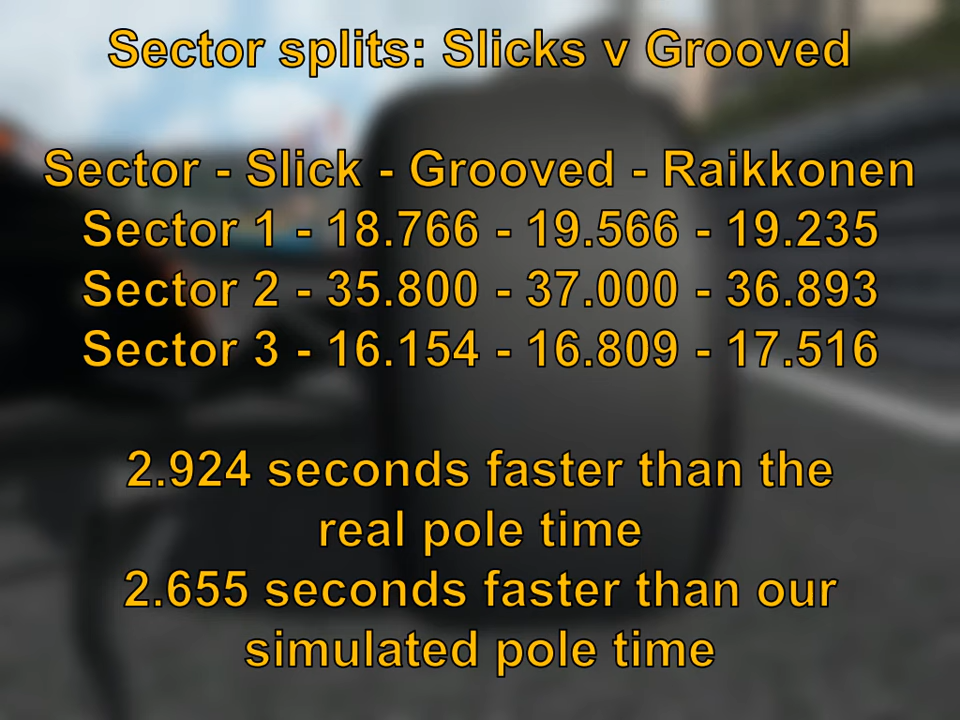 Sector splits: Slicks v Grooved
Sector - Slick - Grooved - Raikkonen
Sector 1 - 18.766 - 19.566 - 19.235
Sector 2 - 35.800 - 37.000 - 36.893
Sector 3 - 16.154 - 16.809 - 17.516
2.924 seconds faster than the
real pole time
2.655 seconds faster than our
simulated pole time